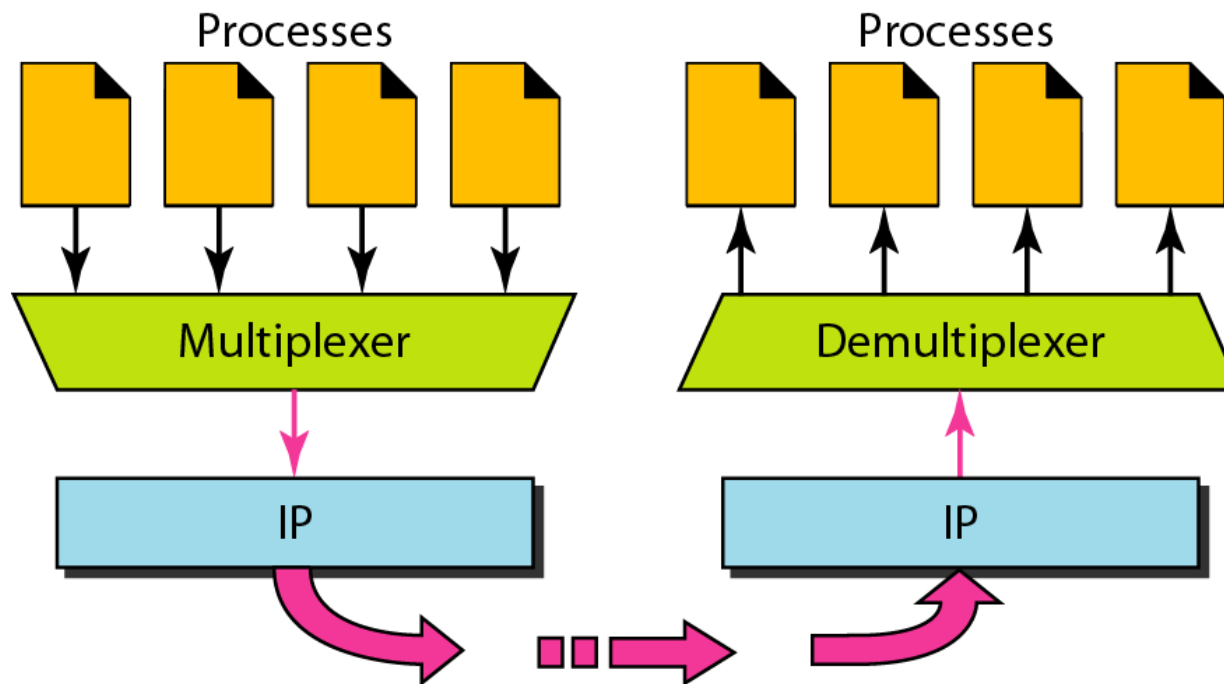 Processes
Processes
Multiplexer
Demultiplexer
IP
IP